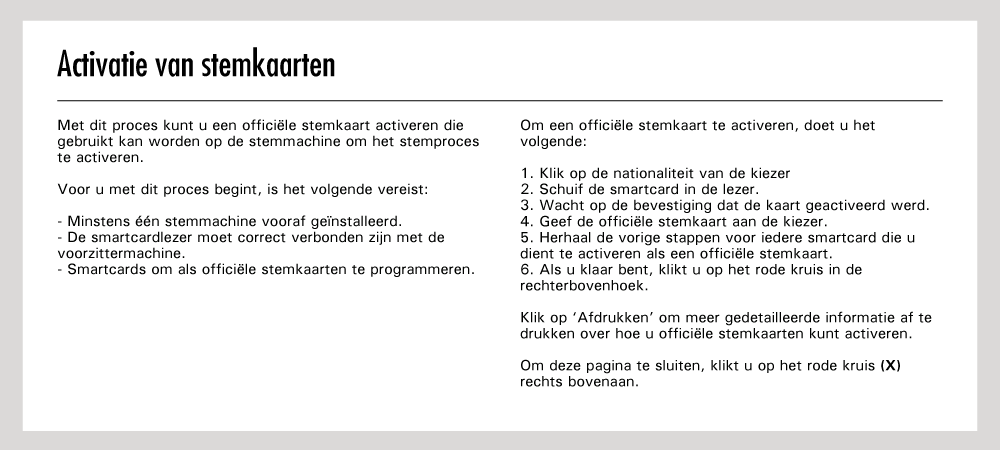 Activatie van stemkaarten
Met dit proces kunt u een officiële stemkaart activeren die
gebruikt kan worden op de stemmachine om het stemproces
te activeren.
Voor u met dit proces begint, is het volgende vereist:
- Minstens één stemmachine vooraf geïnstalleerd.
- De smartcardlezer moet correct verbonden zijn met de
voorzittermachine.
- Smartcards om als officiële stemkaarten te programmeren.
Om een officiële stemkaart te activeren, doet u het
volgende:
1. Klik op de nationaliteit van de kiezer
2. Schuif de smartcard in de lezer.
3. Wacht op de bevestiging dat de kaart geactiveerd werd.
4. Geef de officiële stemkaart aan de kiezer.
5. Herhaal de vorige stappen voor iedere smartcard die u
dient te activeren als een officiële stemkaart.
6. Als u klaar bent, klikt u op het rode kruis in de
rechterbovenhoek.
Klik op ‘Afdrukken’ om meer gedetailleerde informatie af te
drukken over hoe u officiële stemkaarten kunt activeren.
Om deze pagina te sluiten, klikt u op het rode kruis (X)
rechts bovenaan.